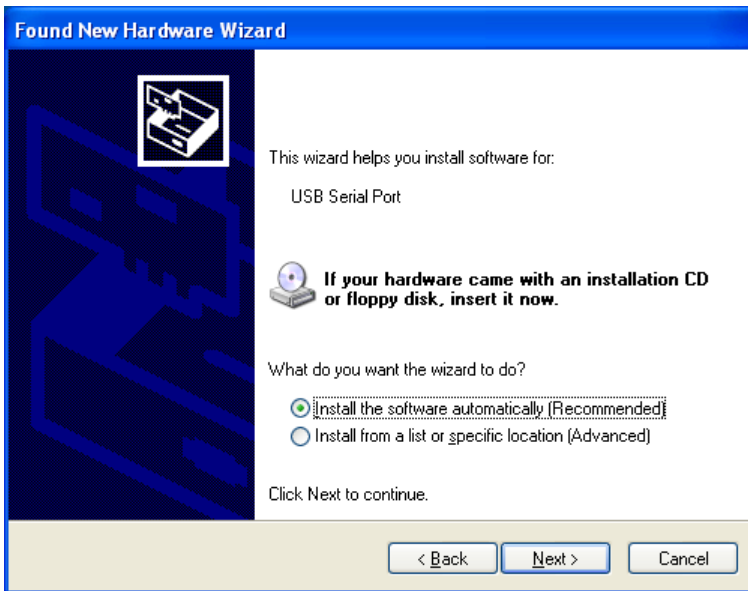 Found New Hardware Wizard
This wizard helps you install software for:
USB Serial Port
If your hardware came with an installation CD
or floppy disk, insert it now.
What do you want the wizard to do?
Install the software automatically (Recommended)
Install from a list or specific location (Advanced)
Click Next to continue.
< Back Next > Cancel